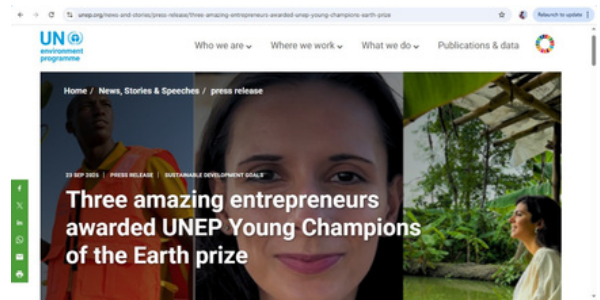 unep.org/news-and-stories/press-release/three-amazing-entrepreneurs-awarded-unep-young-champions-earth-prize
Relaunch to update
UN
environment
programme
Who we are
Where we work
What we do
Publications & data
Home / News, Stories & Speeches / press release
23 SEP 2025 | PRESS RELEASE | SUSTAINABLE DEVELOPMENT GOALS
Three amazing entrepreneurs
awarded UNEP Young Champions
of the Earth prize